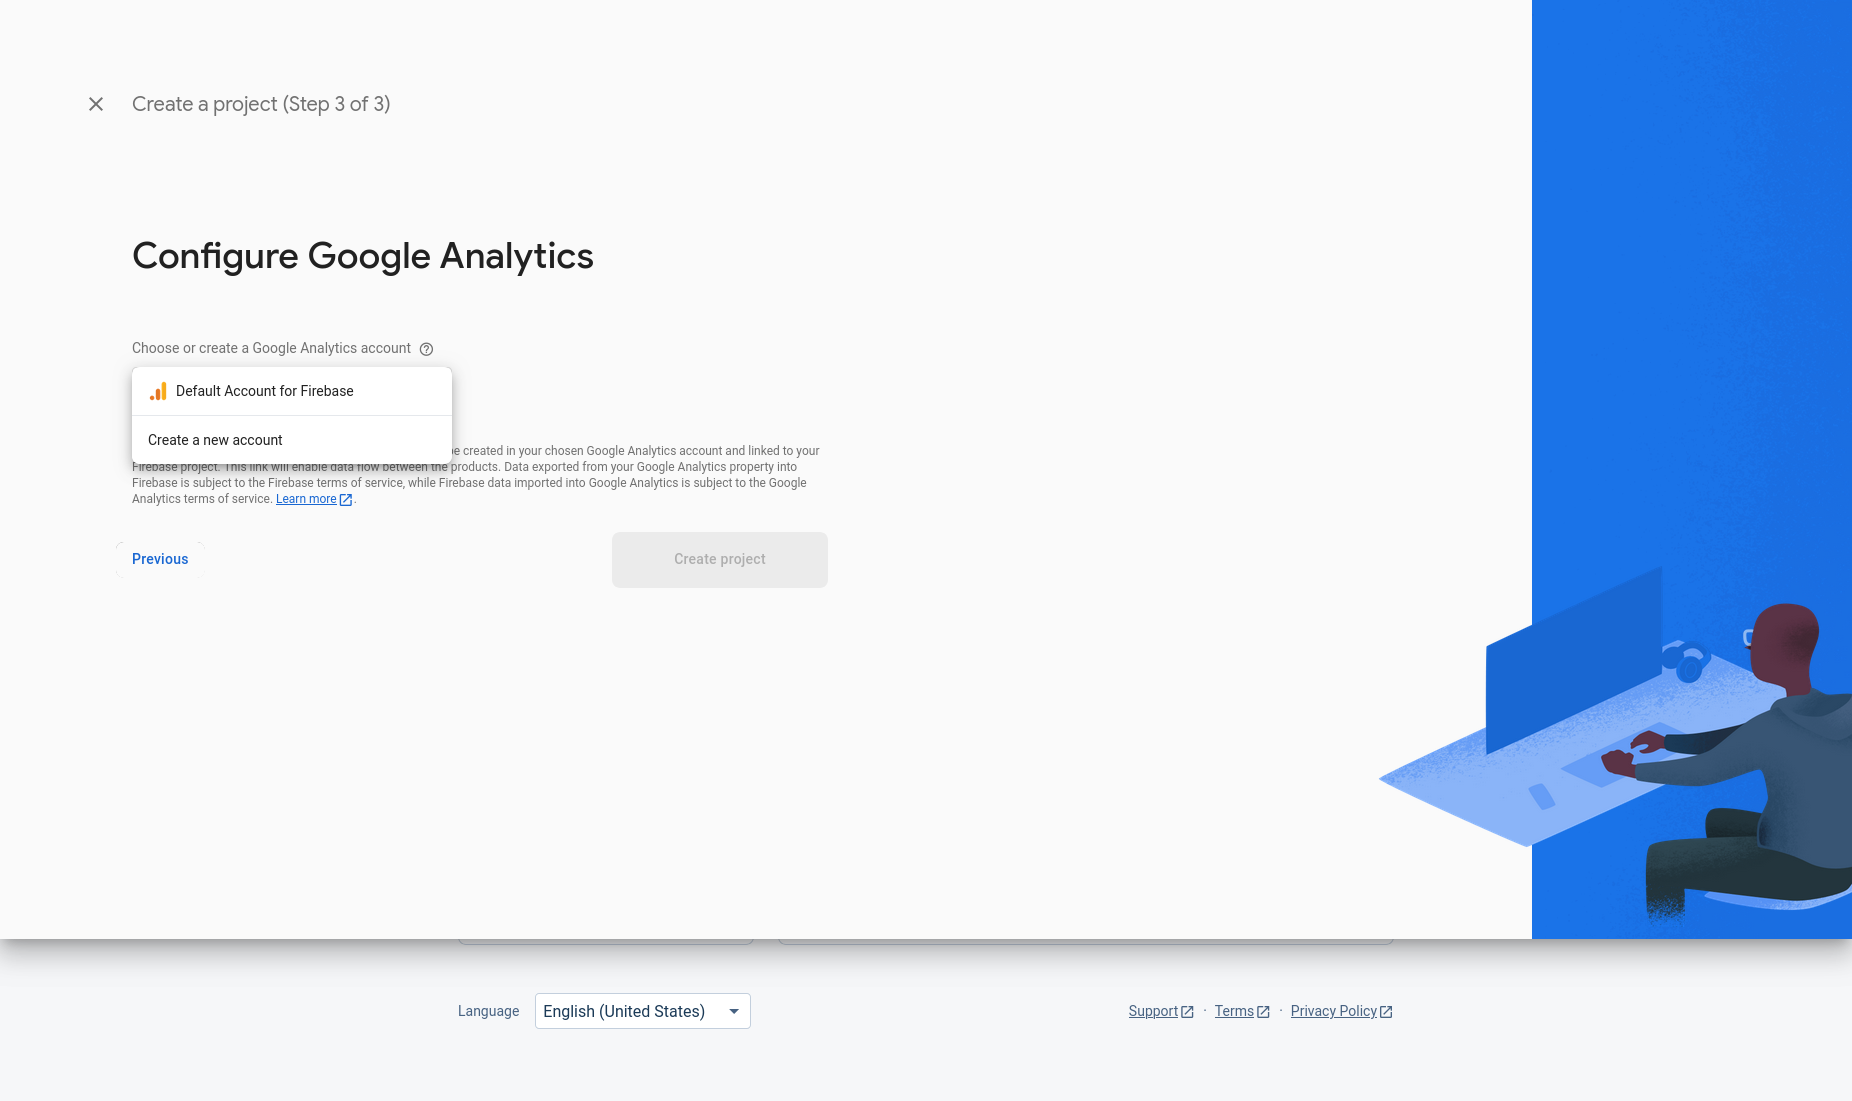 Create a project (Step 3 of 3)
Configure Google Analytics
Choose or create a Google Analytics account
Default Account for Firebase
Create a new account
be created in your chosen Google Analytics account and linked to your
Firebase project. This link will enable data flow between the products. Data exported from your Google Analytics property into
Firebase is subject to the Firebase terms of service, while Firebase data imported into Google Analytics is subject to the Google
Analytics terms of service. Learn more.
Previous
Create project
Language
English (United States)
Support · Terms · Privacy Policy